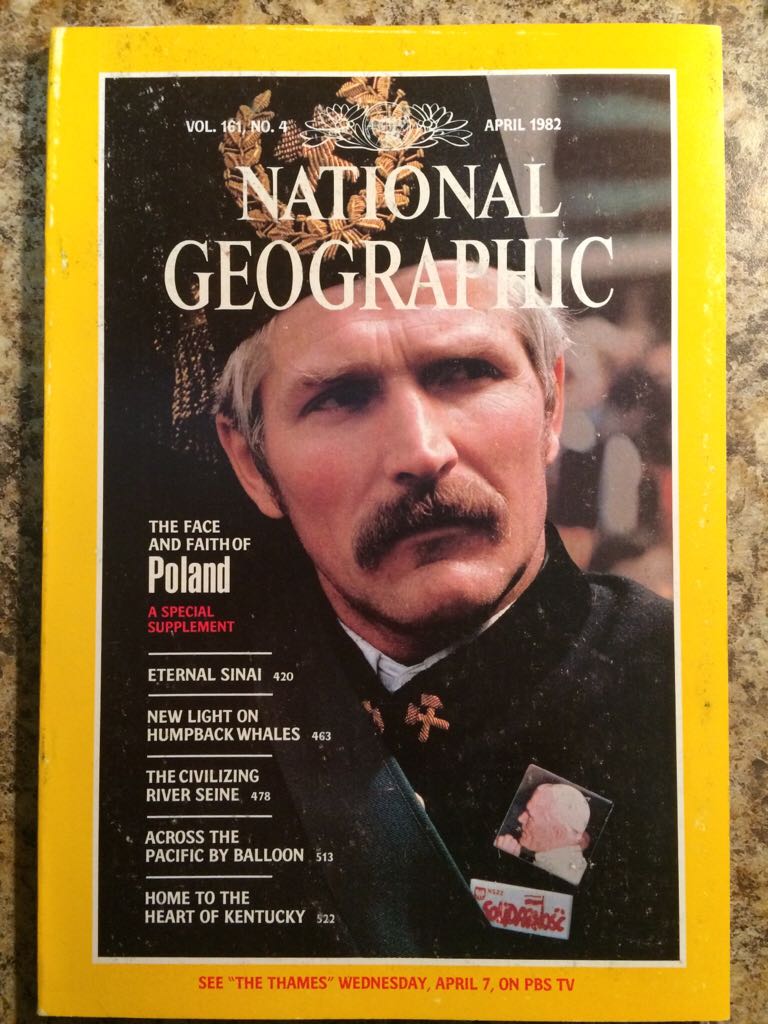 VOL. 161, NO. 4
APRIL 1982
NATIONAL
GEOGRAPHIC
THE FACE
AND FAITH OF
Poland
A SPECIAL
SUPPLEMENT
ETERNAL SINAI 420
NEW LIGHT ON
HUMPBACK WHALES 463
THE CIVILIZING
RIVER SEINE 478
ACROSS THE
PACIFIC BY BALLOON 513
HOME TO THE
HEART OF KENTUCKY 522
NSZZ
SOLIDARNOŚĆ
SEE "THE THAMES" WEDNESDAY, APRIL 7, ON PBS TV